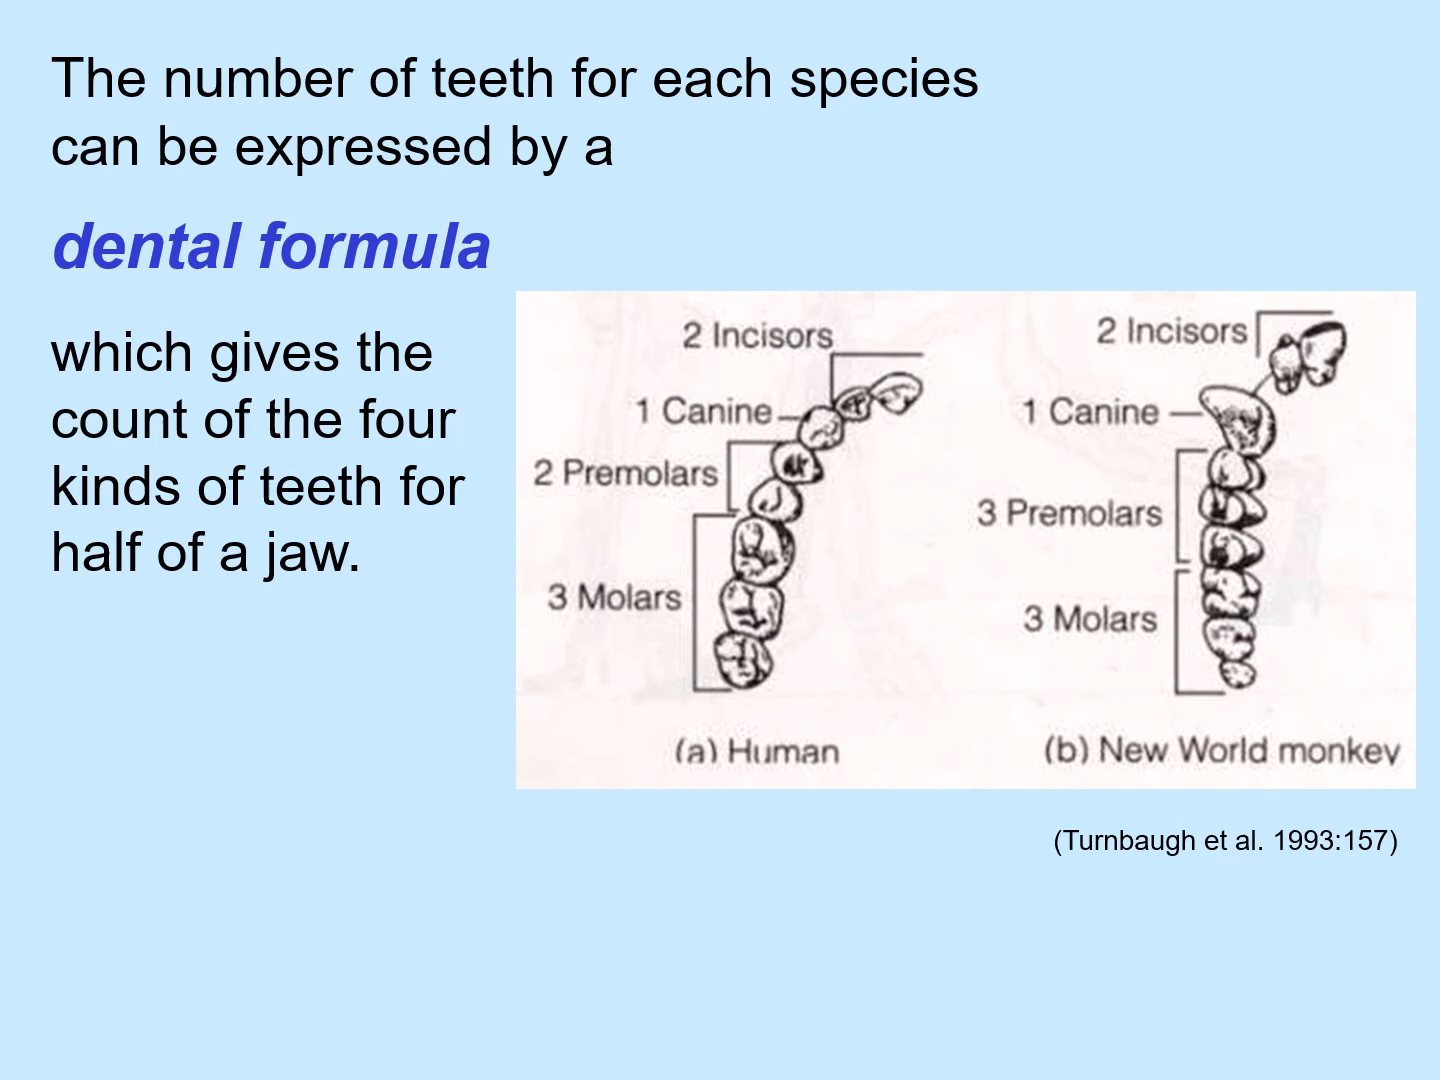 The number of teeth for each species
can be expressed by a
dental formula
which gives the
count of the four
kinds of teeth for
half of a jaw.
2 Incisors
1 Canine
2 Premolars
3 Molars
(a) Human
2 Incisors
1 Canine
3 Premolars
3 Molars
(b) New World monkey
(Turnbaugh et al. 1993:157)